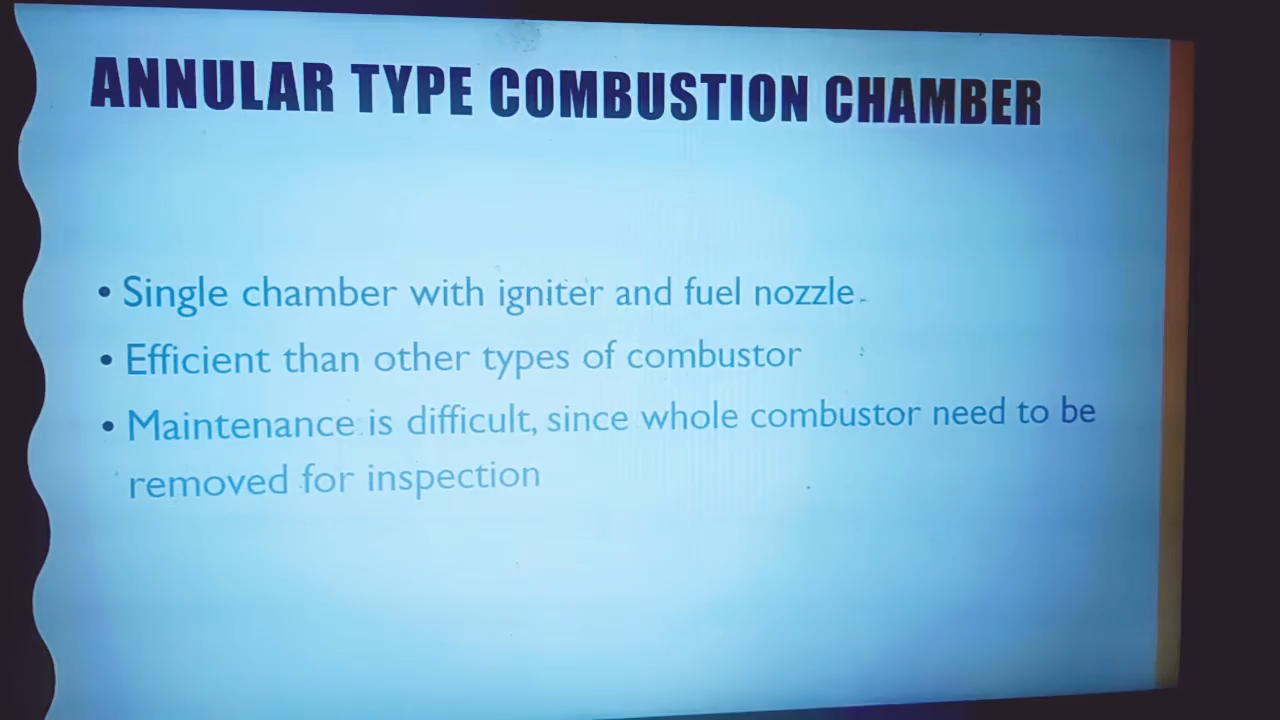 ANNULAR TYPE COMBUSTION CHAMBER
• Single chamber with igniter and fuel nozzle
• Efficient than other types of combustor
• Maintenance is difficult, since whole combustor need to be
removed for inspection